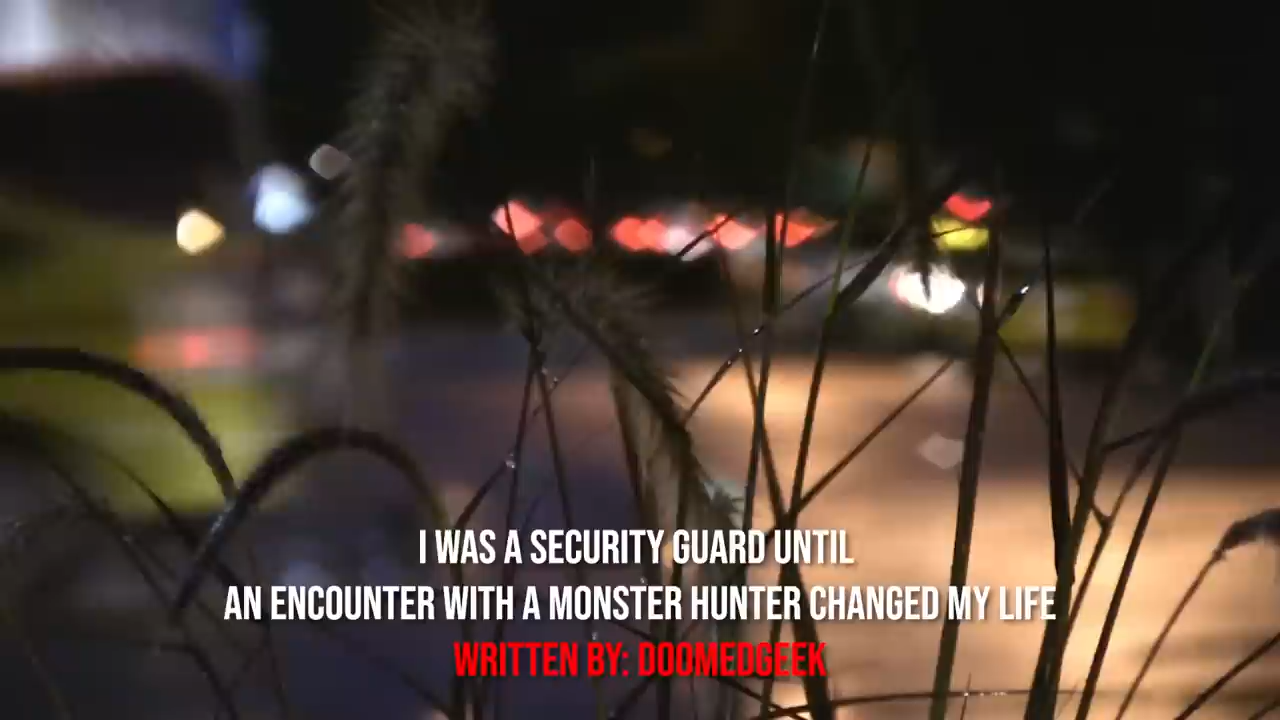 I WAS A SECURITY GUARD UNTIL
AN ENCOUNTER WITH A MONSTER HUNTER CHANGED MY LIFE
WRITTEN BY: DOOMEDGEEK